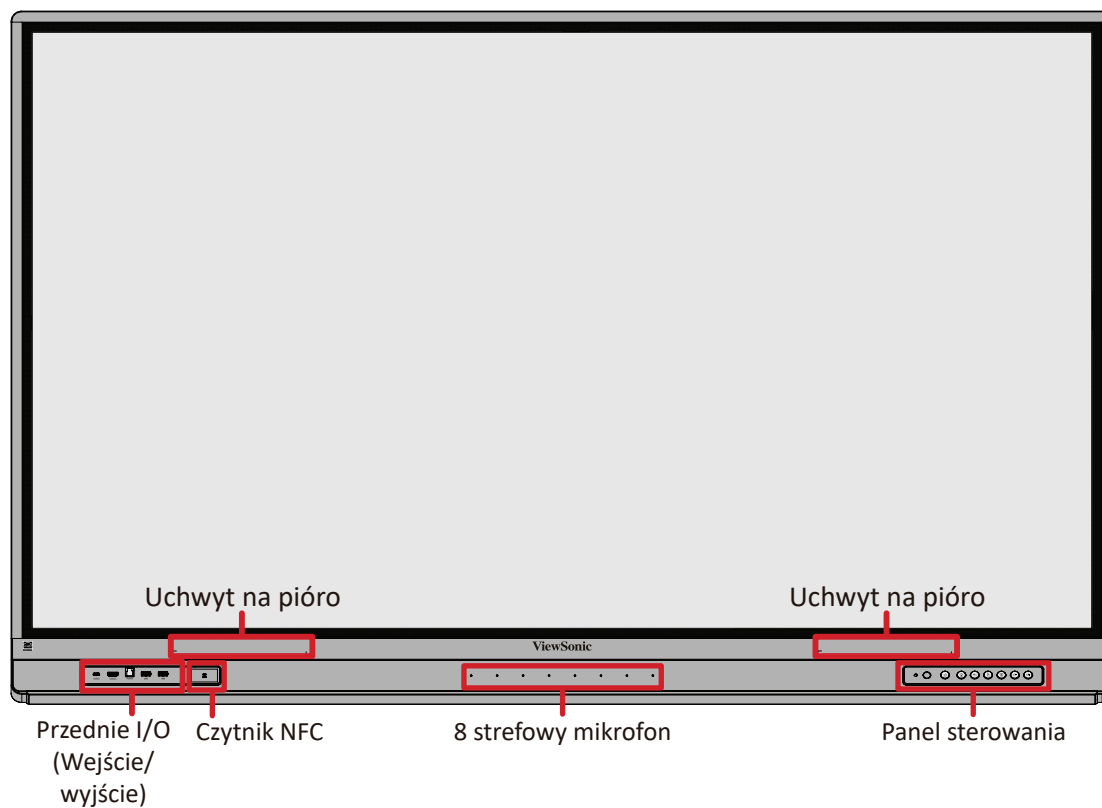 Uchwyt na pióro
Uchwyt na pióro
ViewSonic
Przednie I/O
(Wejście/
wyjście)
Czytnik NFC
8 strefowy mikrofon
Panel sterowania